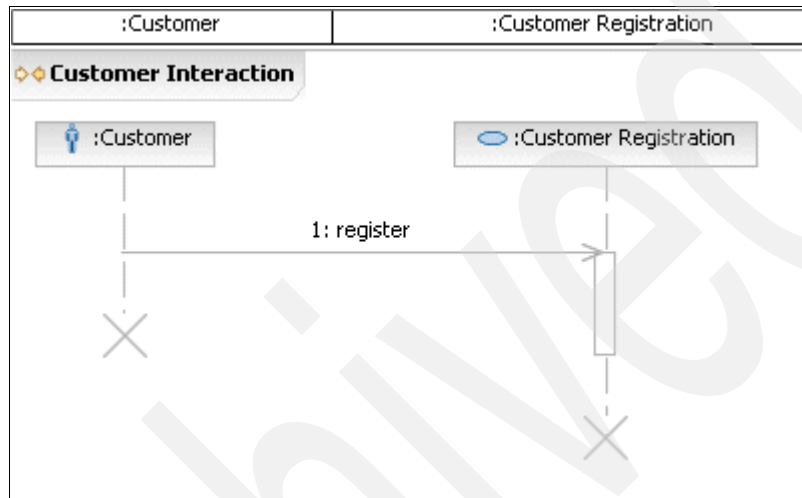 :Customer
:Customer Registration
Customer Interaction
:Customer
:Customer Registration
1: register